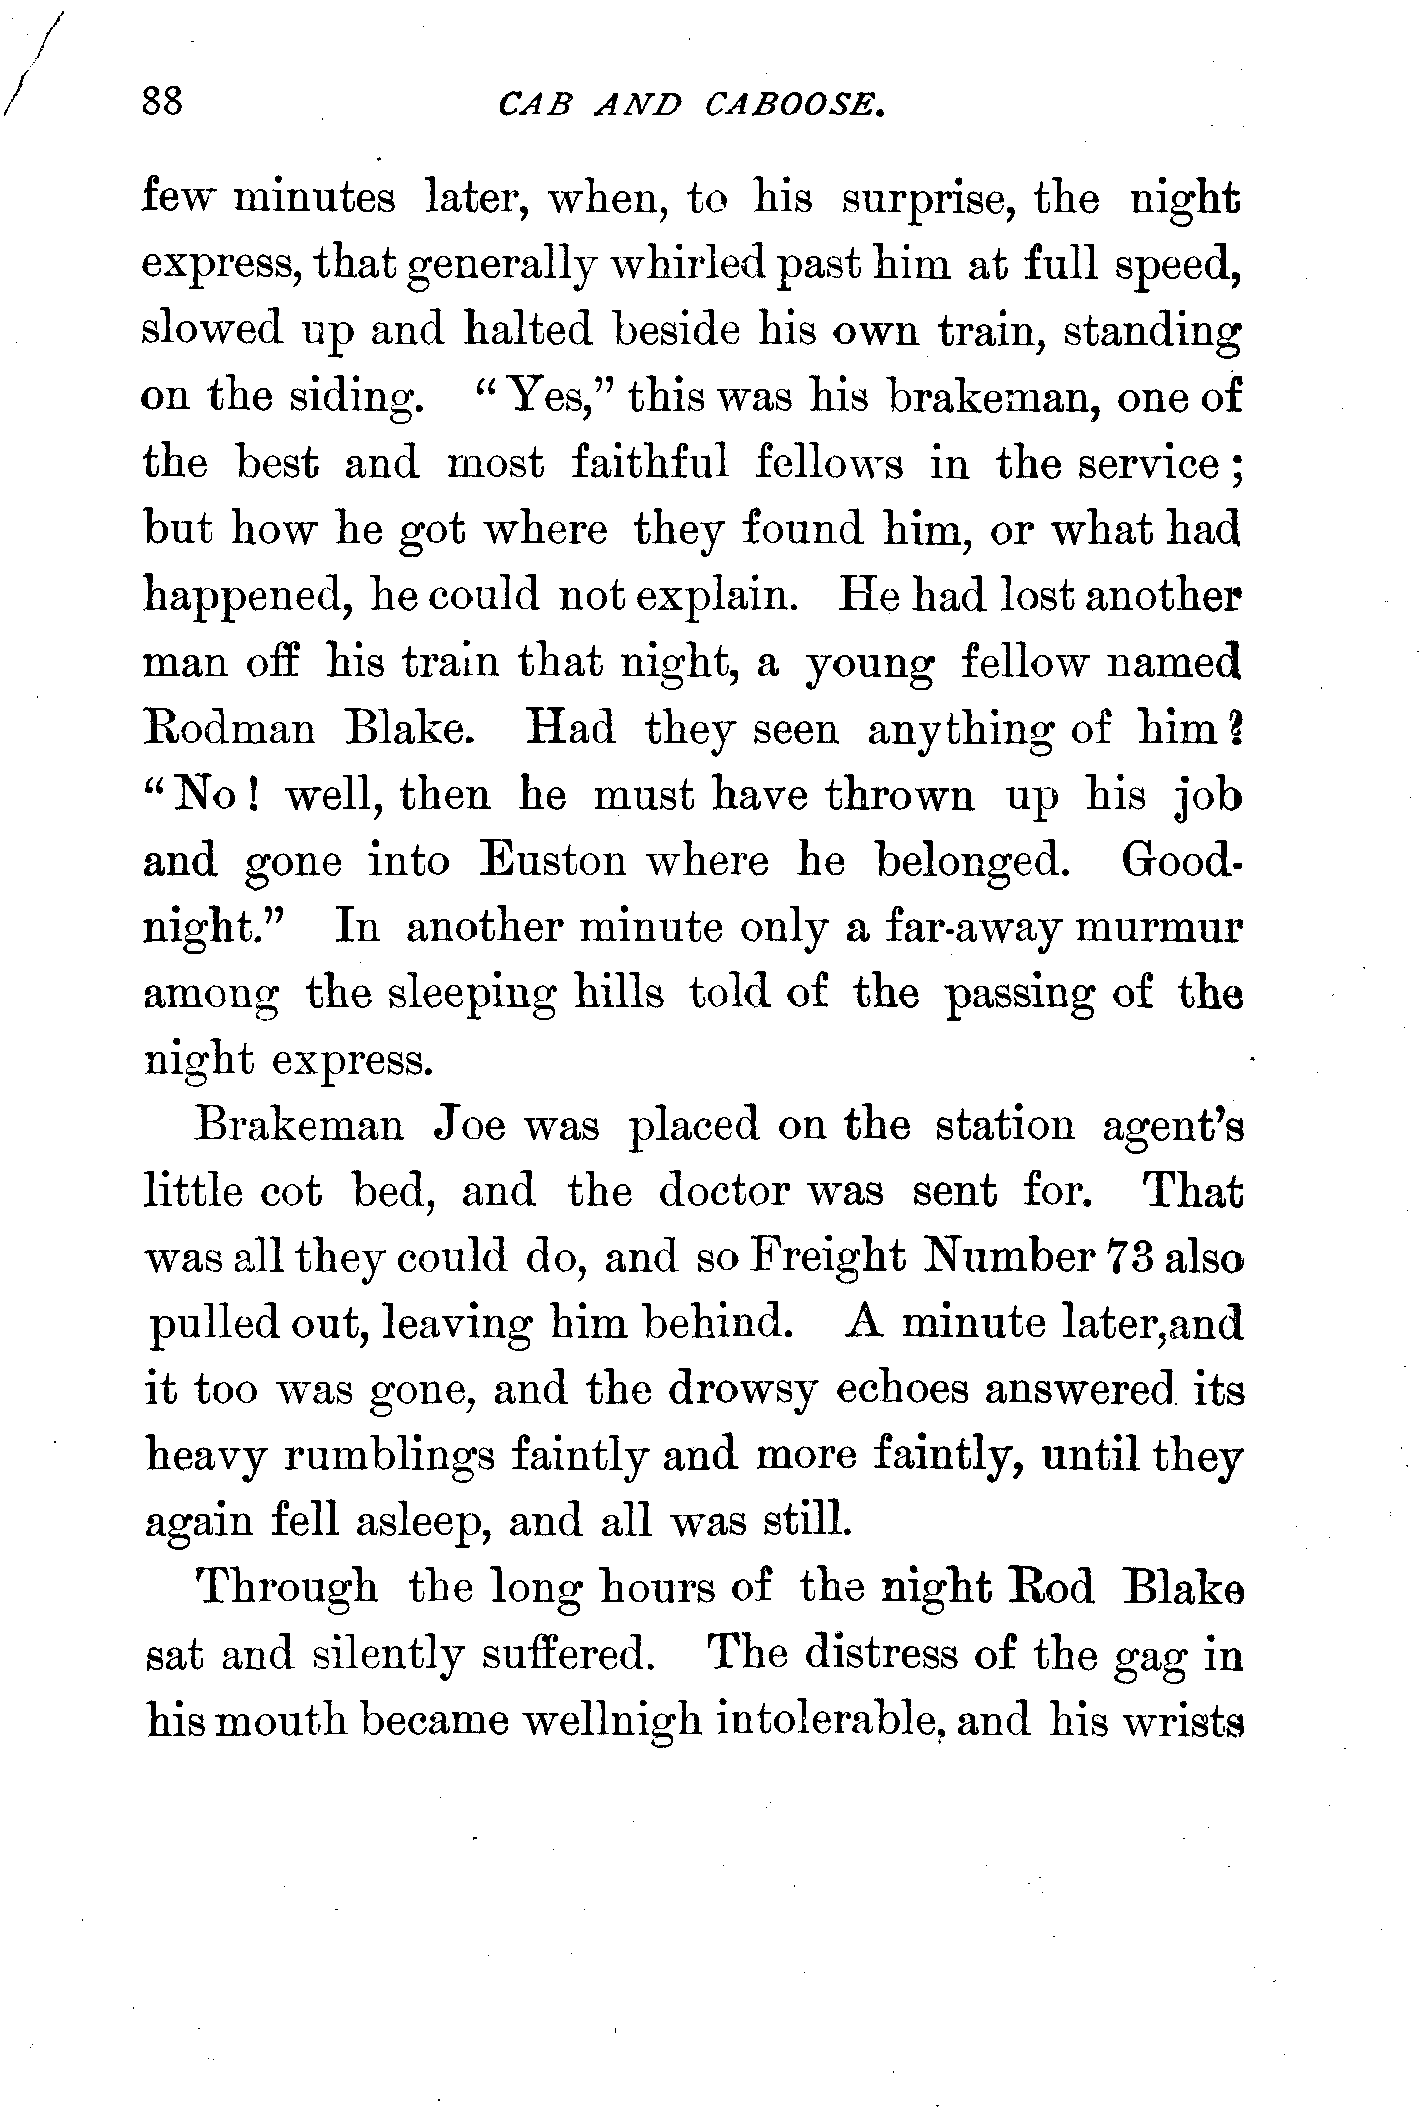 88 CAB AND CABOOSE.
few minutes later, when, to his surprise, the night
express, that generally whirled past him at full speed,
slowed up and halted beside his own train, standing
on the siding. “Yes,” this was his brakeman, one of
the best and most faithful fellows in the service;
but how he got where they found him, or what had
happened, he could not explain. He had lost another
man off his train that night, a young fellow named
Rodman Blake. Had they seen anything of him?
“No! well, then he must have thrown up his job
and gone into Euston where he belonged. Good-
night.” In another minute only a far-away murmur
among the sleeping hills told of the passing of the
night express.
Brakeman Joe was placed on the station agent’s
little cot bed, and the doctor was sent for. That
was all they could do, and so Freight Number 73 also
pulled out, leaving him behind. A minute later,and
it too was gone, and the drowsy echoes answered its
heavy rumblings faintly and more faintly, until they
again fell asleep, and all was still.
Through the long hours of the night Rod Blake
sat and silently suffered. The distress of the gag in
his mouth became wellnigh intolerable, and his wrists